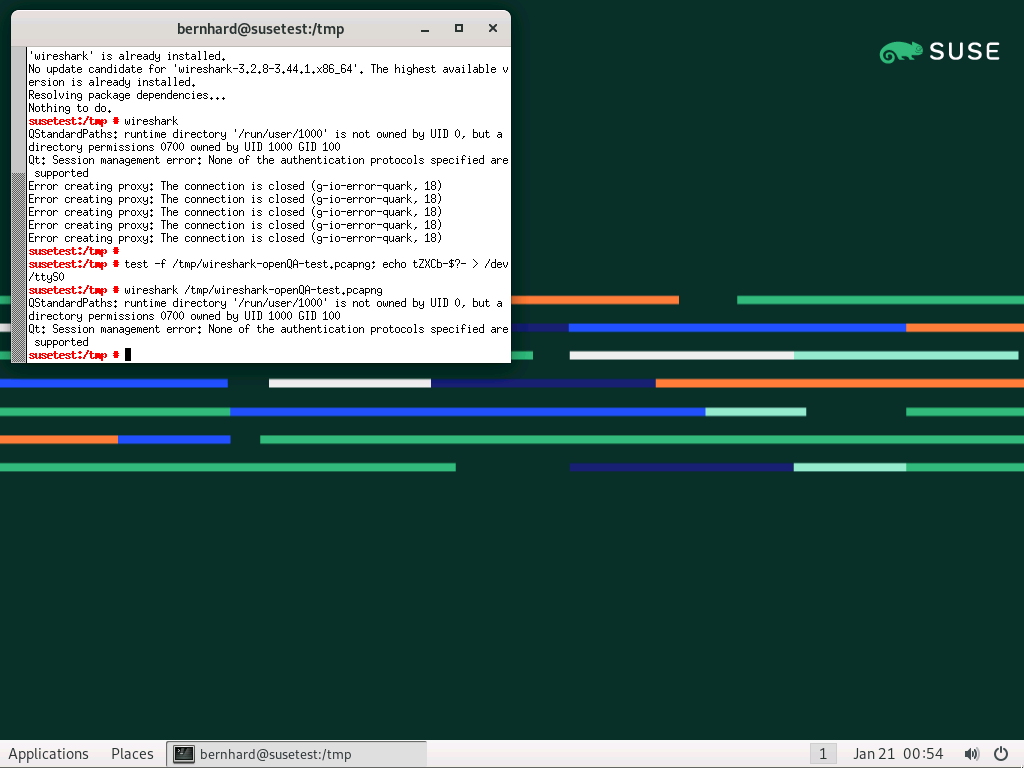 bernhard@susetest:/tmp
SUSE
'wireshark' is already installed.
No update candidate for 'wireshark-3.2.8-3.44.1.x86_64'. The highest available v
ersion is already installed.
Resolving package dependencies...
Nothing to do.
susetest:/tmp # wireshark
QStandardPaths: runtime directory '/run/user/1000' is not owned by UID 0, but a
directory permissions 0700 owned by UID 1000 GID 100
Qt: Session management error: None of the authentication protocols specified are
 supported
Error creating proxy: The connection is closed (g-io-error-quark, 18)
Error creating proxy: The connection is closed (g-io-error-quark, 18)
Error creating proxy: The connection is closed (g-io-error-quark, 18)
Error creating proxy: The connection is closed (g-io-error-quark, 18)
Error creating proxy: The connection is closed (g-io-error-quark, 18)
susetest:/tmp #
susetest:/tmp # test -f /tmp/wireshark-openQA-test.pcapng; echo tZXCb-$?- > /dev
/ttyS0
susetest:/tmp # wireshark /tmp/wireshark-openQA-test.pcapng
QStandardPaths: runtime directory '/run/user/1000' is not owned by UID 0, but a
directory permissions 0700 owned by UID 1000 GID 100
Qt: Session management error: None of the authentication protocols specified are
 supported
susetest:/tmp #
Applications Places bernhard@susetest:/tmp 1 Jan 21 00:54